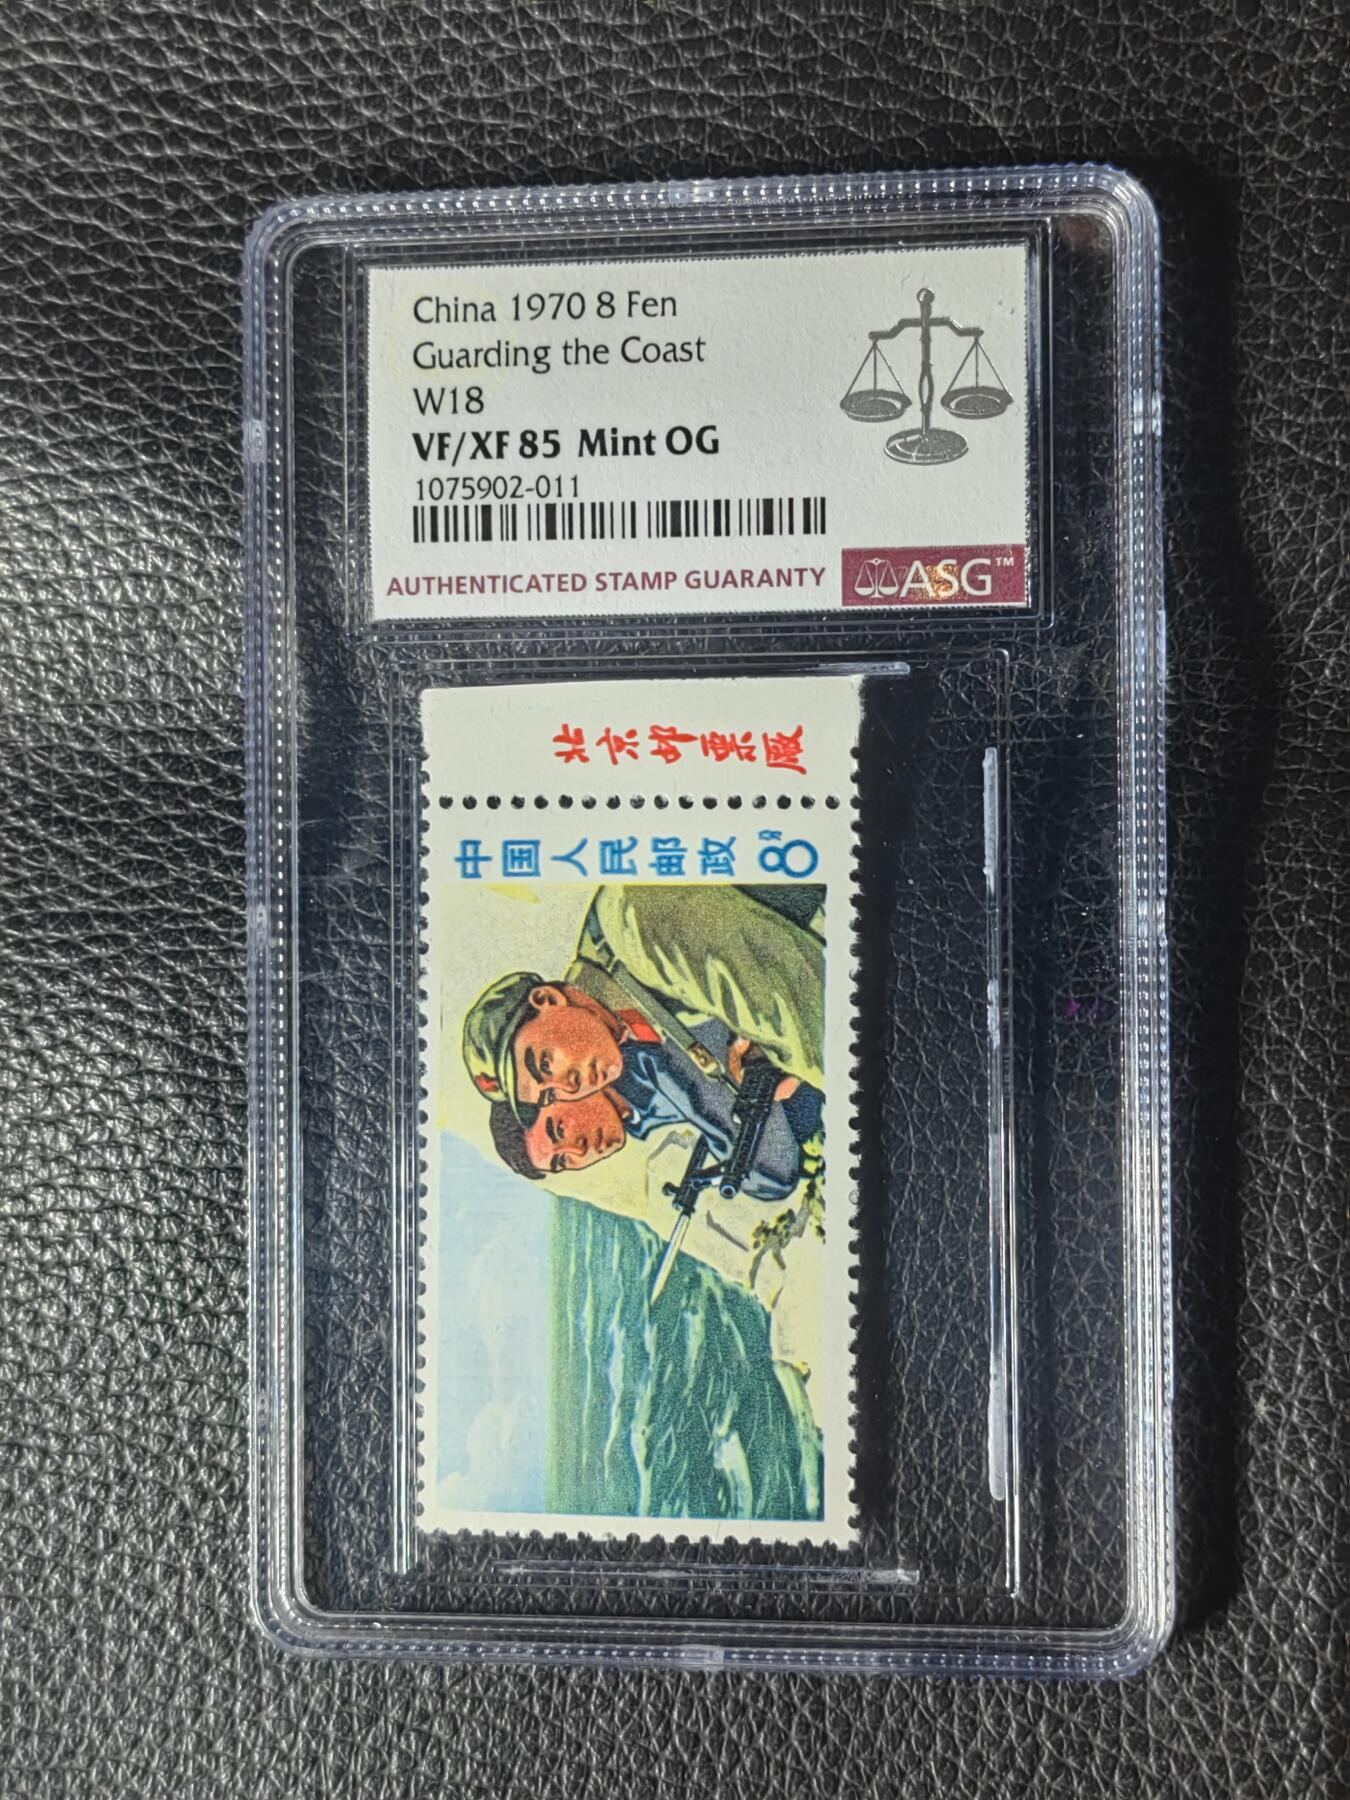 China 1970 8 Fen
Guarding the Coast
W18
VF/XF 85 Mint OG
1075902-011
AUTHENTICATED STAMP GUARANTY
ASG™
北京邮票厂
中国人民邮政 8分